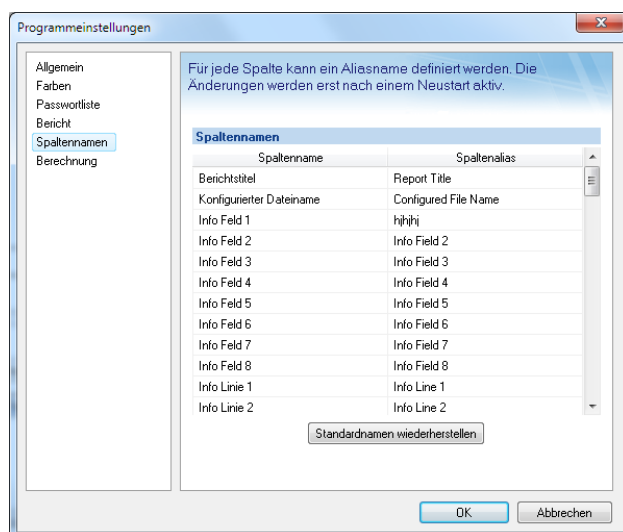 Programmeinstellungen
Allgemein
Farben
Passwortliste
Bericht
Spaltennamen
Berechnung
Für jede Spalte kann ein Aliasname definiert werden. Die
Änderungen werden erst nach einem Neustart aktiv.
Spaltennamen
Spaltenname Spaltenalias
Berichtstitel Report Title
Konfigurierter Dateiname Configured File Name
Info Feld 1 hjhjhj
Info Feld 2 Info Field 2
Info Feld 3 Info Field 3
Info Feld 4 Info Field 4
Info Feld 5 Info Field 5
Info Feld 6 Info Field 6
Info Feld 7 Info Field 7
Info Feld 8 Info Field 8
Info Linie 1 Info Line 1
Info Linie 2 Info Line 2
Standardnamen wiederherstellen
OK Abbrechen